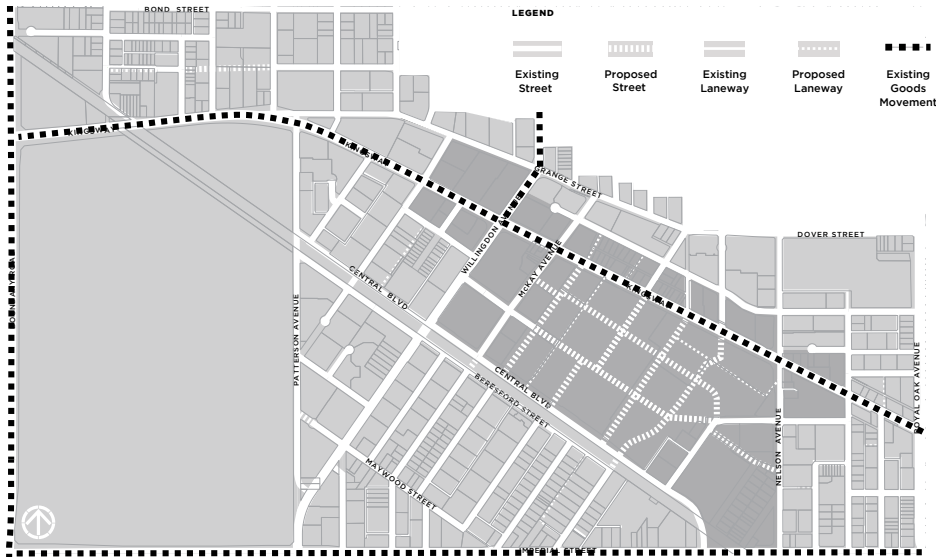 BOND STREET
LEGEND
Existing
Street
Proposed
Street
Existing
Laneway
Proposed
Laneway
Existing
Goods
Movement
KINGSWAY
KINGSWAY
GRANGE STREET
WILLINGDON AVENUE
McKAY AVENUE
DOVER STREET
KINGSWAY
CENTRAL BLVD
PATTERSON AVENUE
CENTRAL BLVD
BERESFORD STREET
ROYAL OAK AVENUE
NELSON AVENUE
MAYWOOD STREET
IMPERIAL STREET